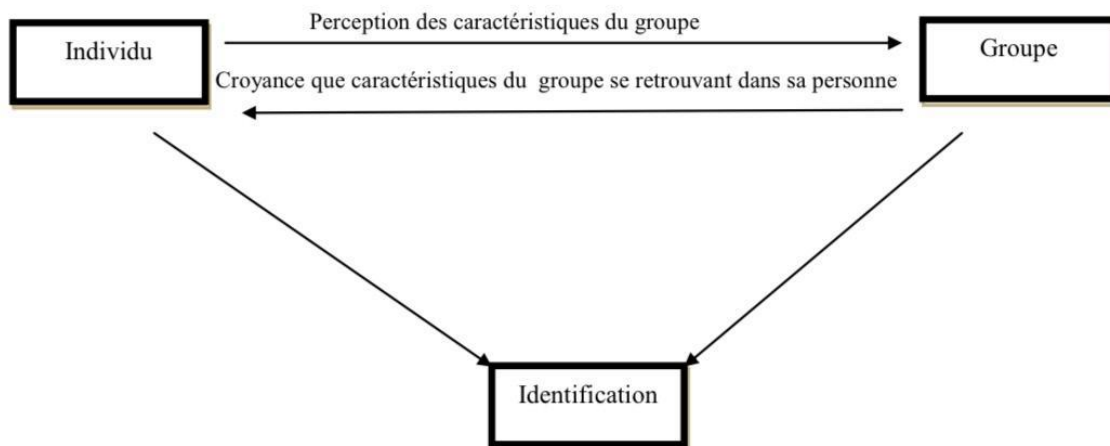 Perception des caractéristiques du groupe
Individu
Groupe
Croyance que caractéristiques du groupe se retrouvant dans sa personne
Identification